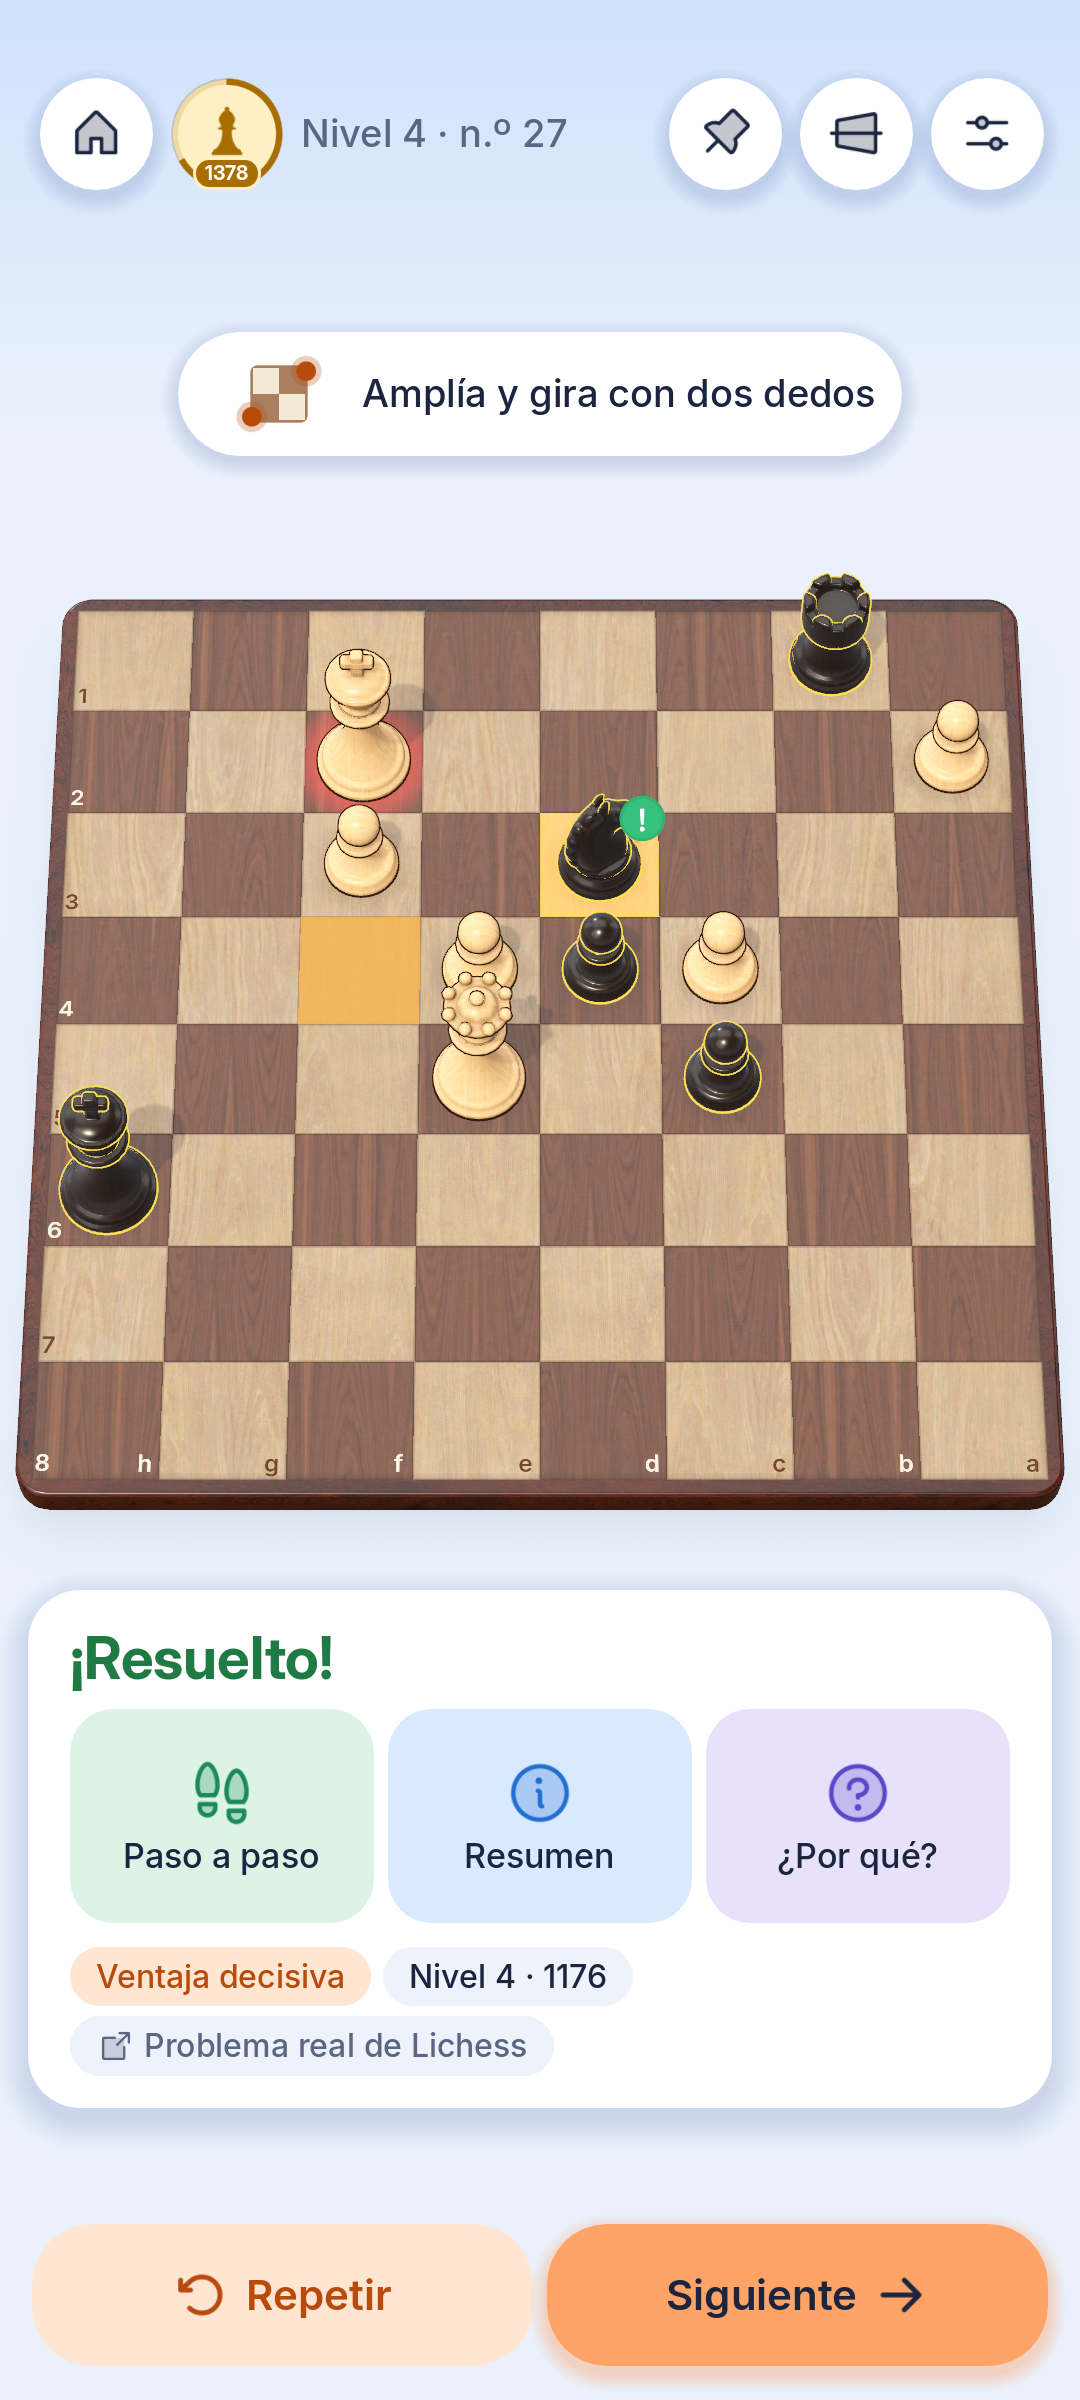 Nivel 4 · n.º 27
1378
Amplía y gira con dos dedos
1
2
3
4
6
7
8 h g f e d c b a
¡Resuelto!
Paso a paso
Resumen
¿Por qué?
Ventaja decisiva
Nivel 4 · 1176
Problema real de Lichess
Repetir
Siguiente